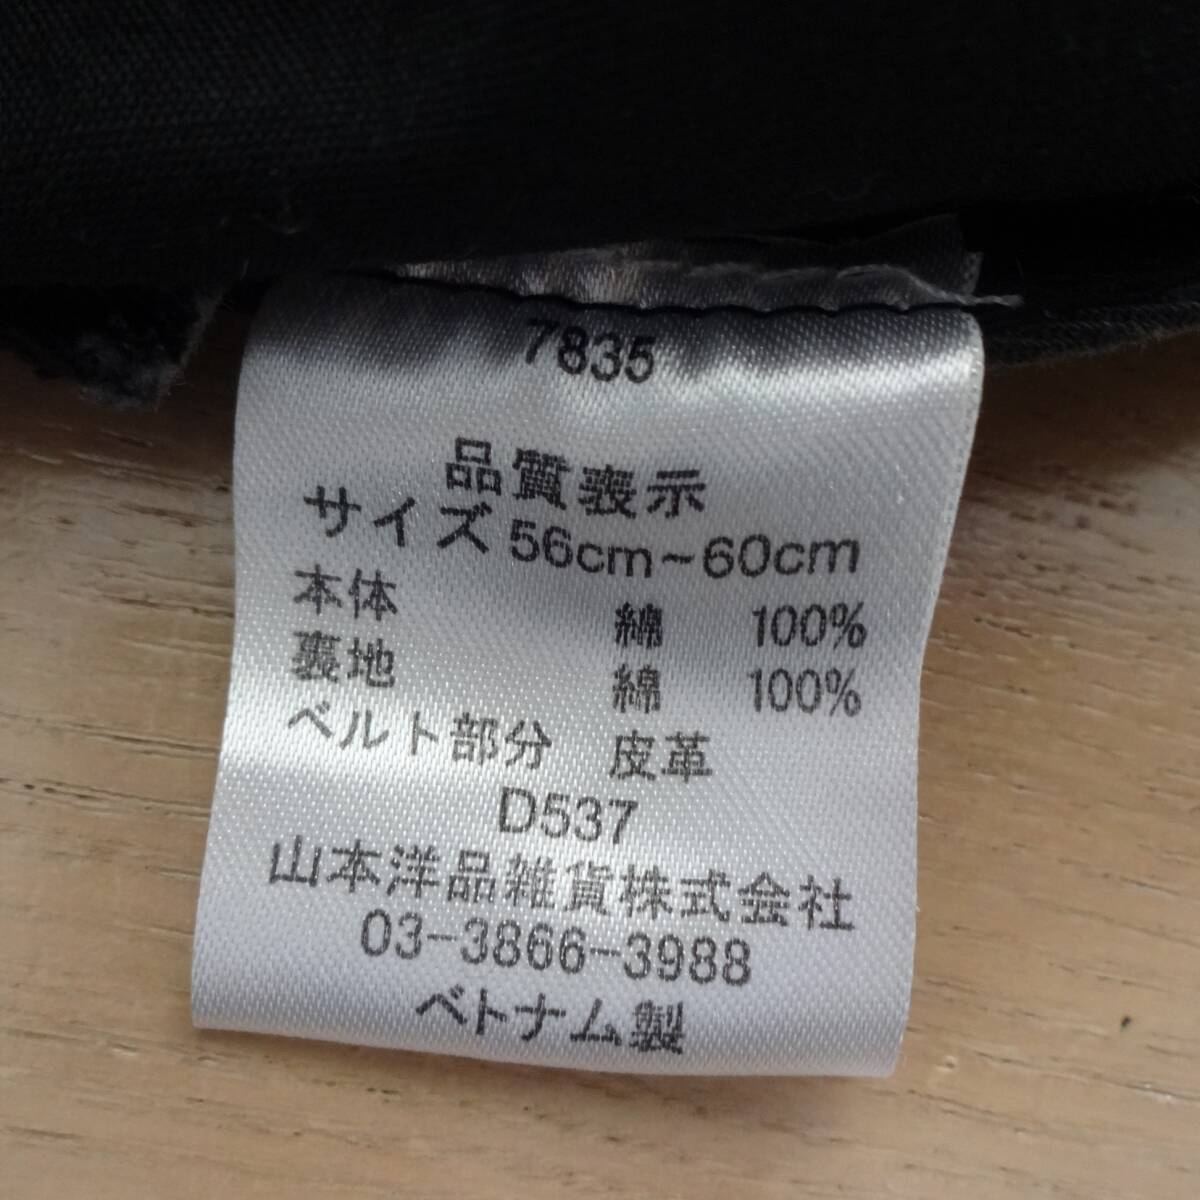 7835
品質表示
サイズ 56cm~60cm
本体 綿 100%
裏地 綿 100%
ベルト部分 皮革
D537
山本洋品雑貨株式会社
03-3866-3988
ベトナム製